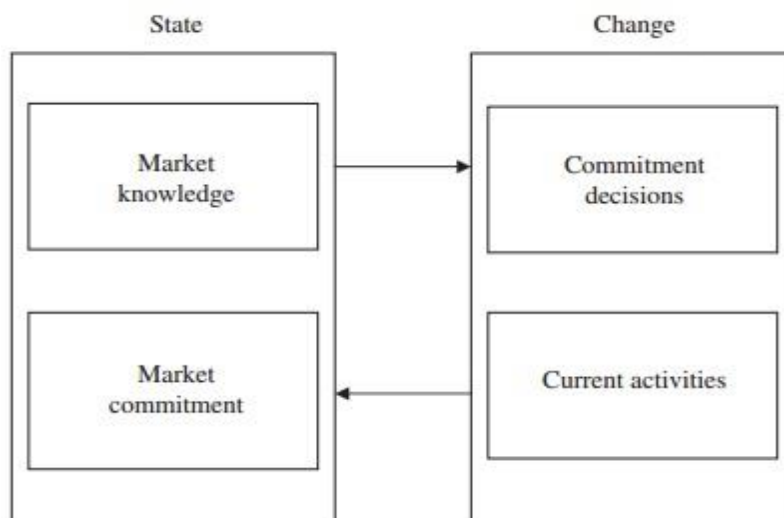 State
Change
Market
knowledge
Commitment
decisions
Market
commitment
Current activities